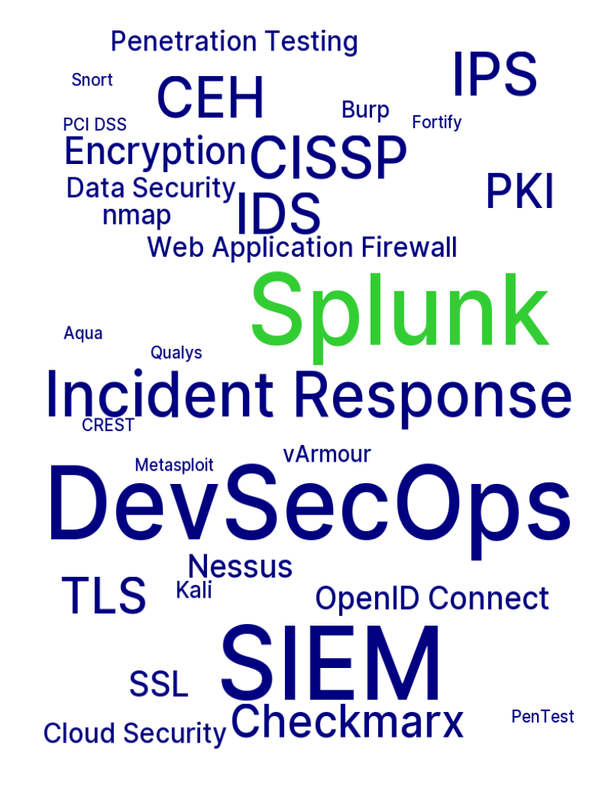 Penetration Testing
IPS
Snort
CEH
Burp
PCI DSS
Fortify
Encryption
CISSP
Data Security
PKI
nmap
IDS
Web Application Firewall
Splunk
Aqua
Qualys
Incident Response
CREST
vArmour
Metasploit
DevSecOps
Nessus
Kali
TLS
OpenID Connect
SIEM
SSL
Checkmarx
PenTest
Cloud Security